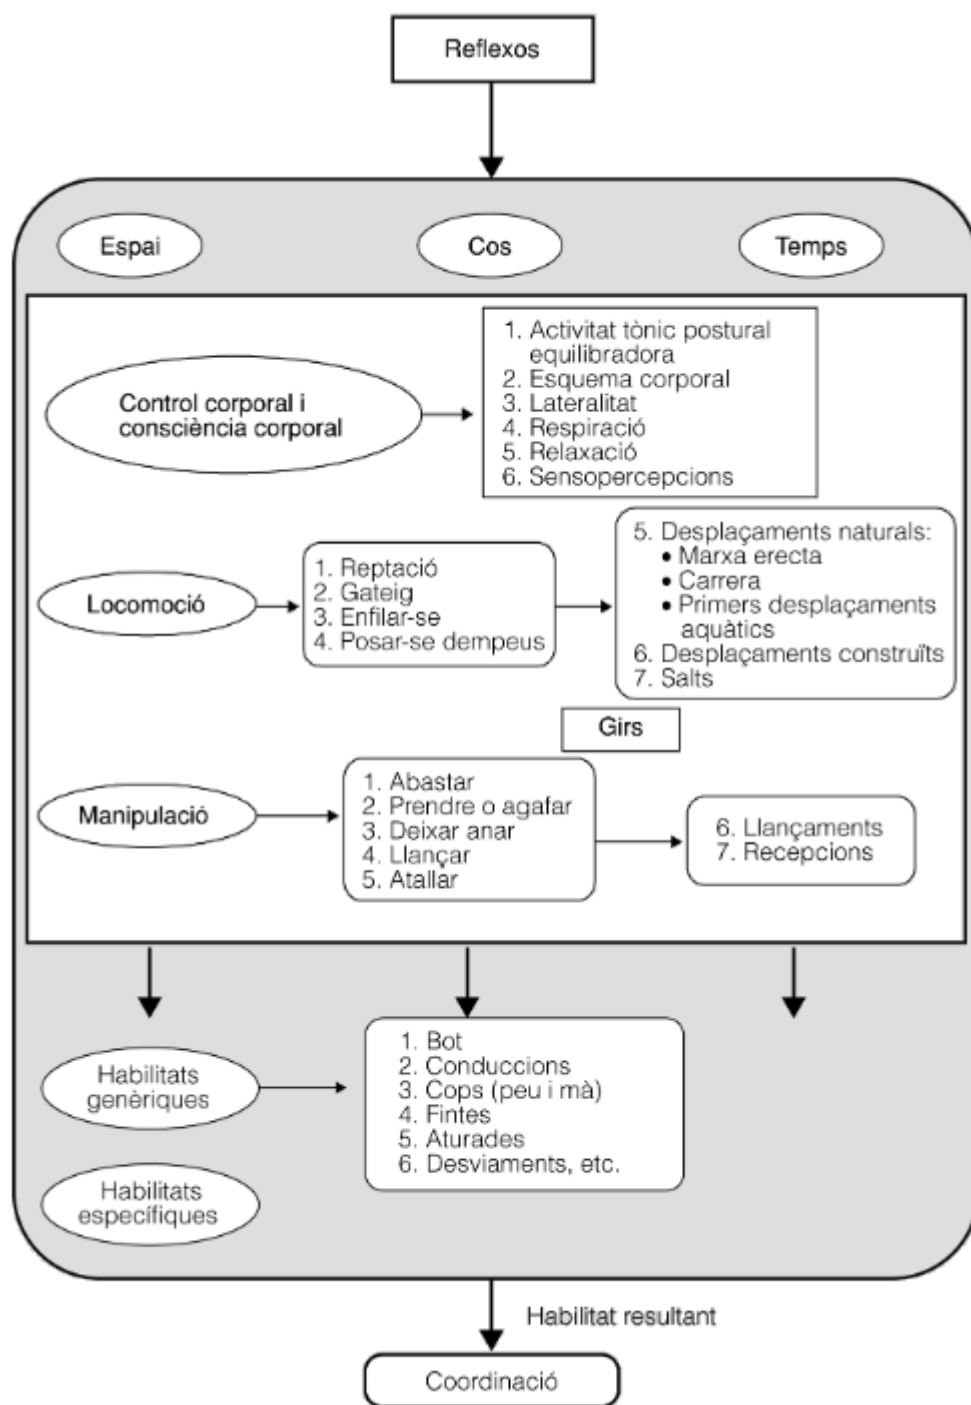 Reflexos
Espai
Cos
Temps
Control corporal i
consciència corporal
1. Activitat tònic postural
equilibradora
2. Esquema corporal
3. Lateralitat
4. Respiració
5. Relaxació
6. Sensopercepcions
Locomoció
1. Reptació
2. Gateig
3. Enfilar-se
4. Posar-se dempeus
5. Desplaçaments naturals:
• Marxa erecta
• Carrera
• Primers desplaçaments
aquàtics
6. Desplaçaments construïts
7. Salts
Girs
Manipulació
1. Abastar
2. Prendre o agafar
3. Deixar anar
4. Llançar
5. Atallar
6. Llançaments
7. Recepcions
Habilitats
genèriques
1. Bot
2. Conduccions
3. Cops (peu i mà)
4. Fintes
5. Aturades
6. Desviaments, etc.
Habilitats
específiques
Habilitat resultant
Coordinació